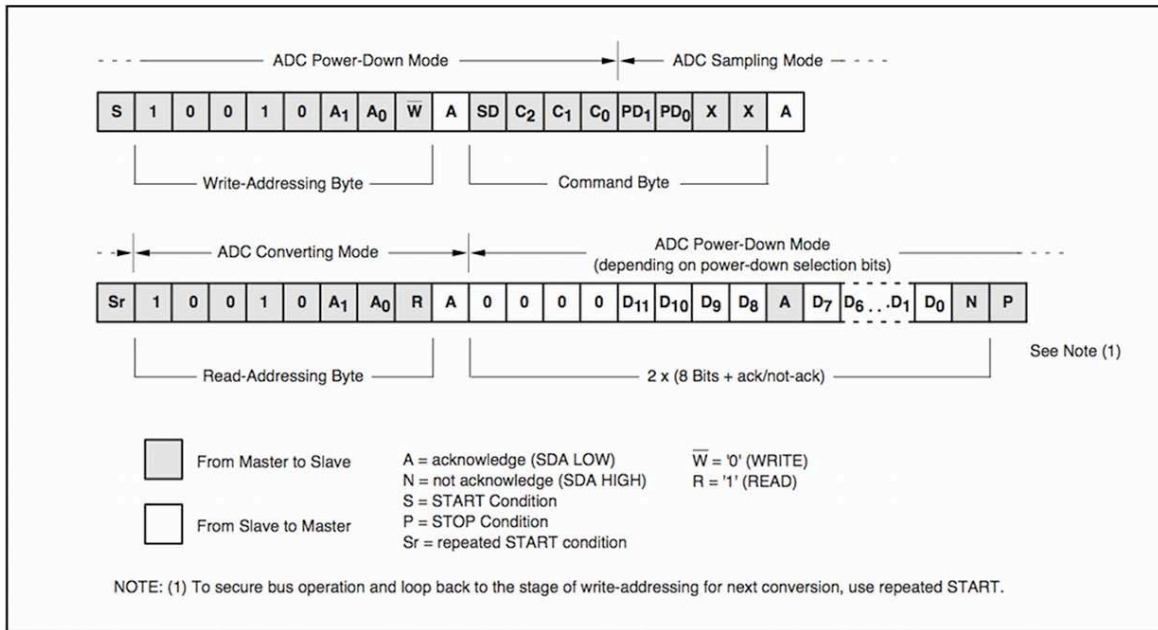 ADC Power-Down Mode ADC Sampling Mode
S 1 0 0 1 0 A1 A0 W̅ A SD C2 C1 C0 PD1 PD0 X X A
Write-Addressing Byte Command Byte
ADC Converting Mode ADC Power-Down Mode
(depending on power-down selection bits)
Sr 1 0 0 1 0 A1 A0 R A 0 0 0 0 D11 D10 D9 D8 A D7 D6 . . . D1 D0 N P
See Note (1)
Read-Addressing Byte 2 x (8 Bits + ack/not-ack)
From Master to Slave
From Slave to Master
A = acknowledge (SDA LOW)
N = not acknowledge (SDA HIGH)
S = START Condition
P = STOP Condition
Sr = repeated START condition
W̅ = '0' (WRITE)
R = '1' (READ)
NOTE: (1) To secure bus operation and loop back to the stage of write-addressing for next conversion, use repeated START.